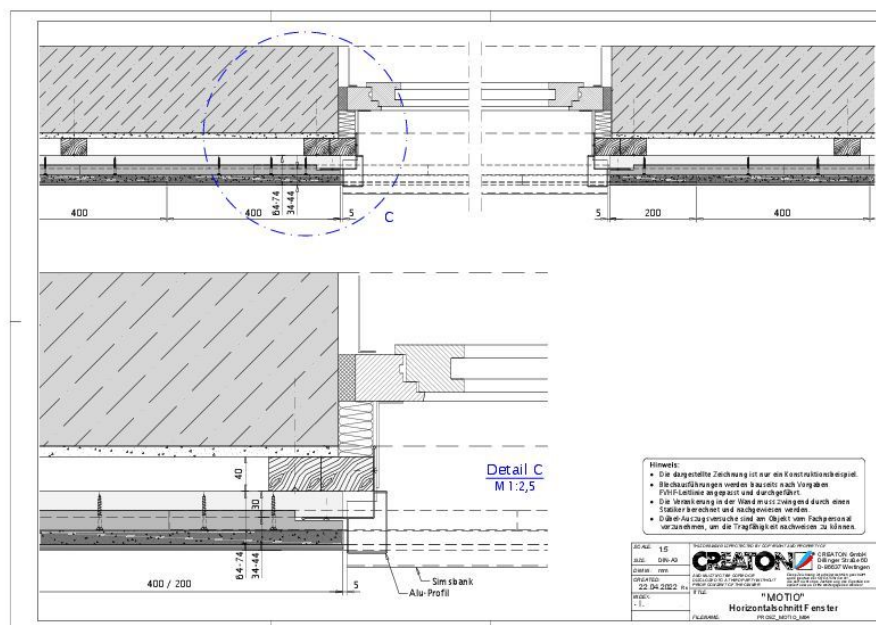 400
400
64-74
34-44
5
C
5
200
400
40
30
Detail C
M 1:2,5
64-74
34-44
400 / 200
5
Simsbank
Alu-Profil
Hinweis:
• Die dargestellte Zeichnung ist nur ein Konstruktionsbeispiel.
• Blechausführungen werden bauseits nach Vorgaben
FVHF-Leitlinie angepasst und durchgeführt.
• Die Verankerung in der Wand muss zwingend durch einen
Statiker berechnet und nachgewiesen werden.
• Dübel-Auszugsversuche sind am Objekt vom Fachpersonal
vorzunehmen, um die Tragfähigkeit nachweisen zu können.
SCALE: 1:5
SIZE: DIN-A3
mm
CREATED:
22.04.2022
CREATON
CREATON GmbH
Dillinger Straße 60
D-86637 Wertingen
TITLE:
"MOTIO"
Horizontalschnitt Fenster
FILENAME: